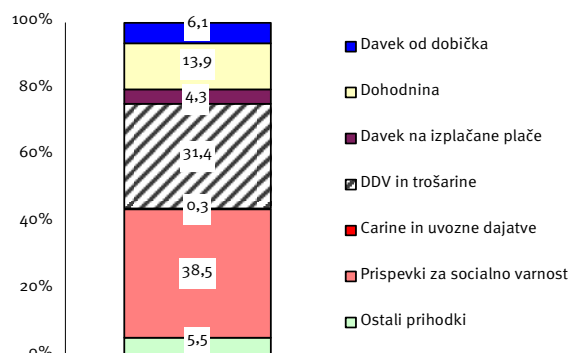 100%
80%
60%
40%
20%
0%
6,1
13,9
4,3
31,4
0,3
38,5
5,5
Davek od dobička
Dohodnina
Davek na izplačane plače
DDV in trošarine
Carine in uvozne dajatve
Prispevki za socialno varnost
Ostali prihodki